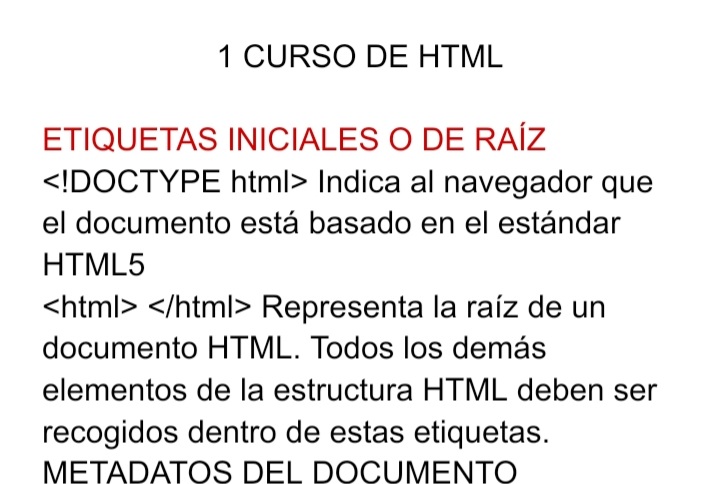 1 CURSO DE HTML
ETIQUETAS INICIALES O DE RAÍZ
<!DOCTYPE html> Indica al navegador que
el documento está basado en el estándar
HTML5
<html> </html> Representa la raíz de un
documento HTML. Todos los demás
elementos de la estructura HTML deben ser
recogidos dentro de estas etiquetas.
METADATOS DEL DOCUMENTO